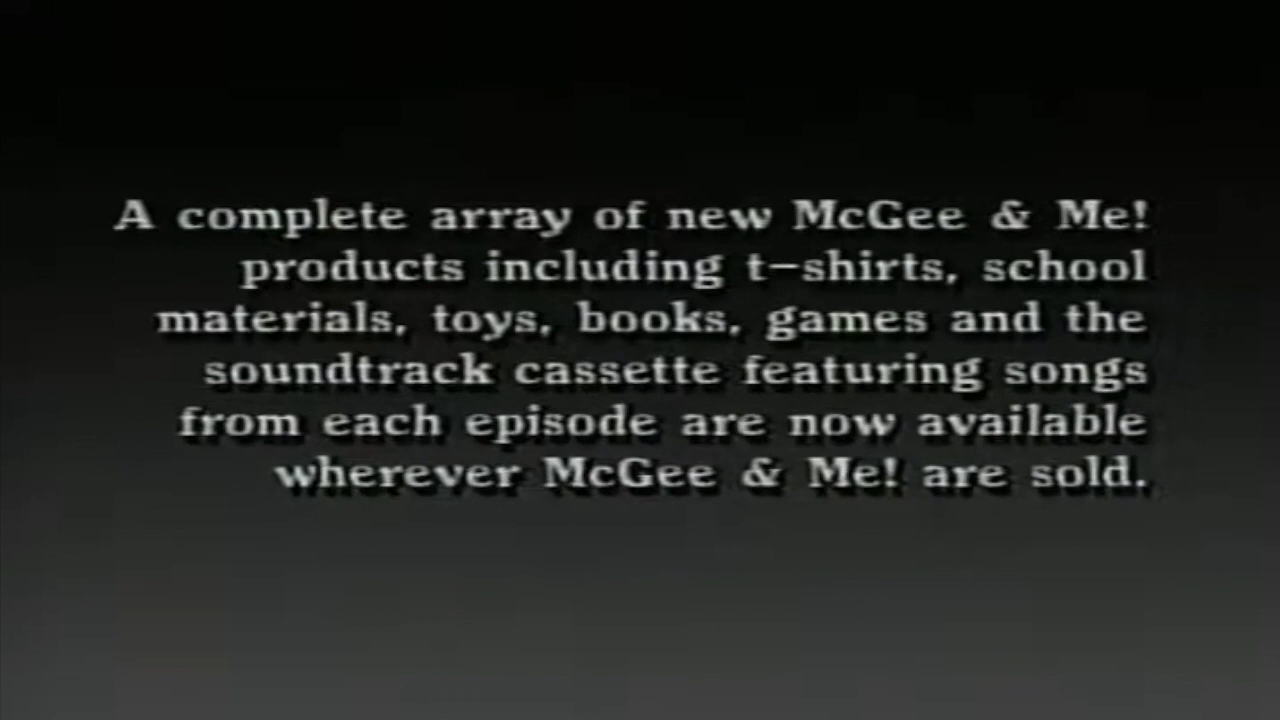 A complete array of new McGee & Me!
products including t-shirts, school
materials, toys, books, games and the
soundtrack cassette featuring songs
from each episode are now available
wherever McGee & Me! are sold.